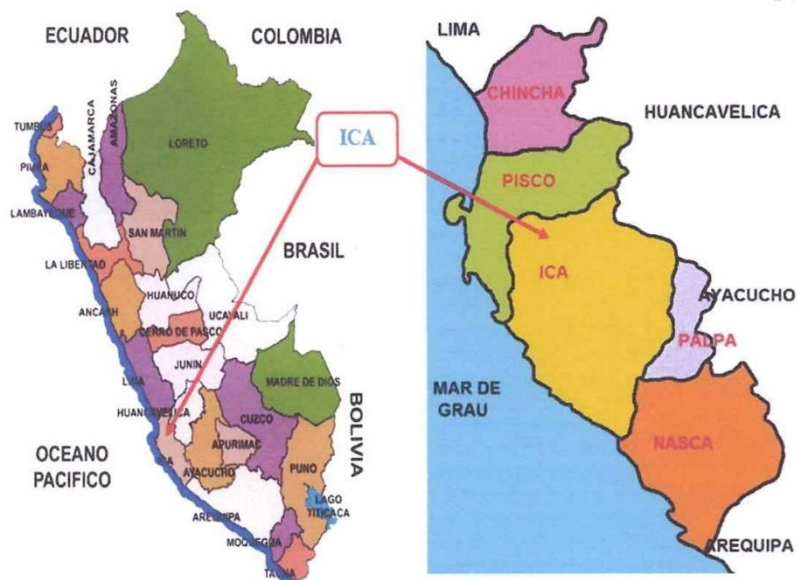 ECUADOR
COLOMBIA
TUMBES
PIURA
CAJAMARCA
AMAZONAS
LORETO
LAMBAYEQUE
SAN MARTIN
LA LIBERTAD
BRASIL
HUANUCO
ANCASH
UCAYALI
CERRO DE PASCO
JUNIN
LIMA
MADRE DE DIOS
HUANCAVELICA
CUZCO
BOLIVIA
OCEANO
PACIFICO
ICA
APURIMAC
AYACUCHO
PUNO
LAGO
TITICACA
AREQUIPA
MOQUEGUA
TACNA
ICA
LIMA
CHINCHA
HUANCAVELICA
PISCO
ICA
AYACUCHO
PALPA
MAR DE
GRAU
NASCA
AREQUIPA